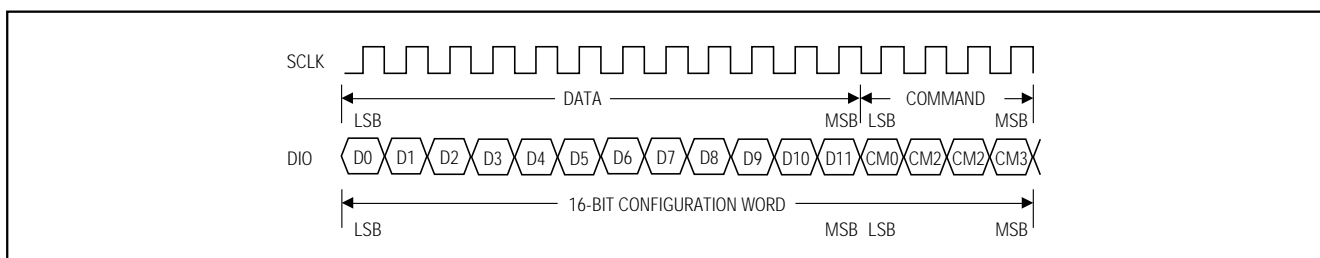 SCLK
DATA COMMAND
LSB MSB LSB MSB
DIO D0 D1 D2 D3 D4 D5 D6 D7 D8 D9 D10 D11 CM0 CM2 CM2 CM3
16-BIT CONFIGURATION WORD
LSB MSB LSB MSB